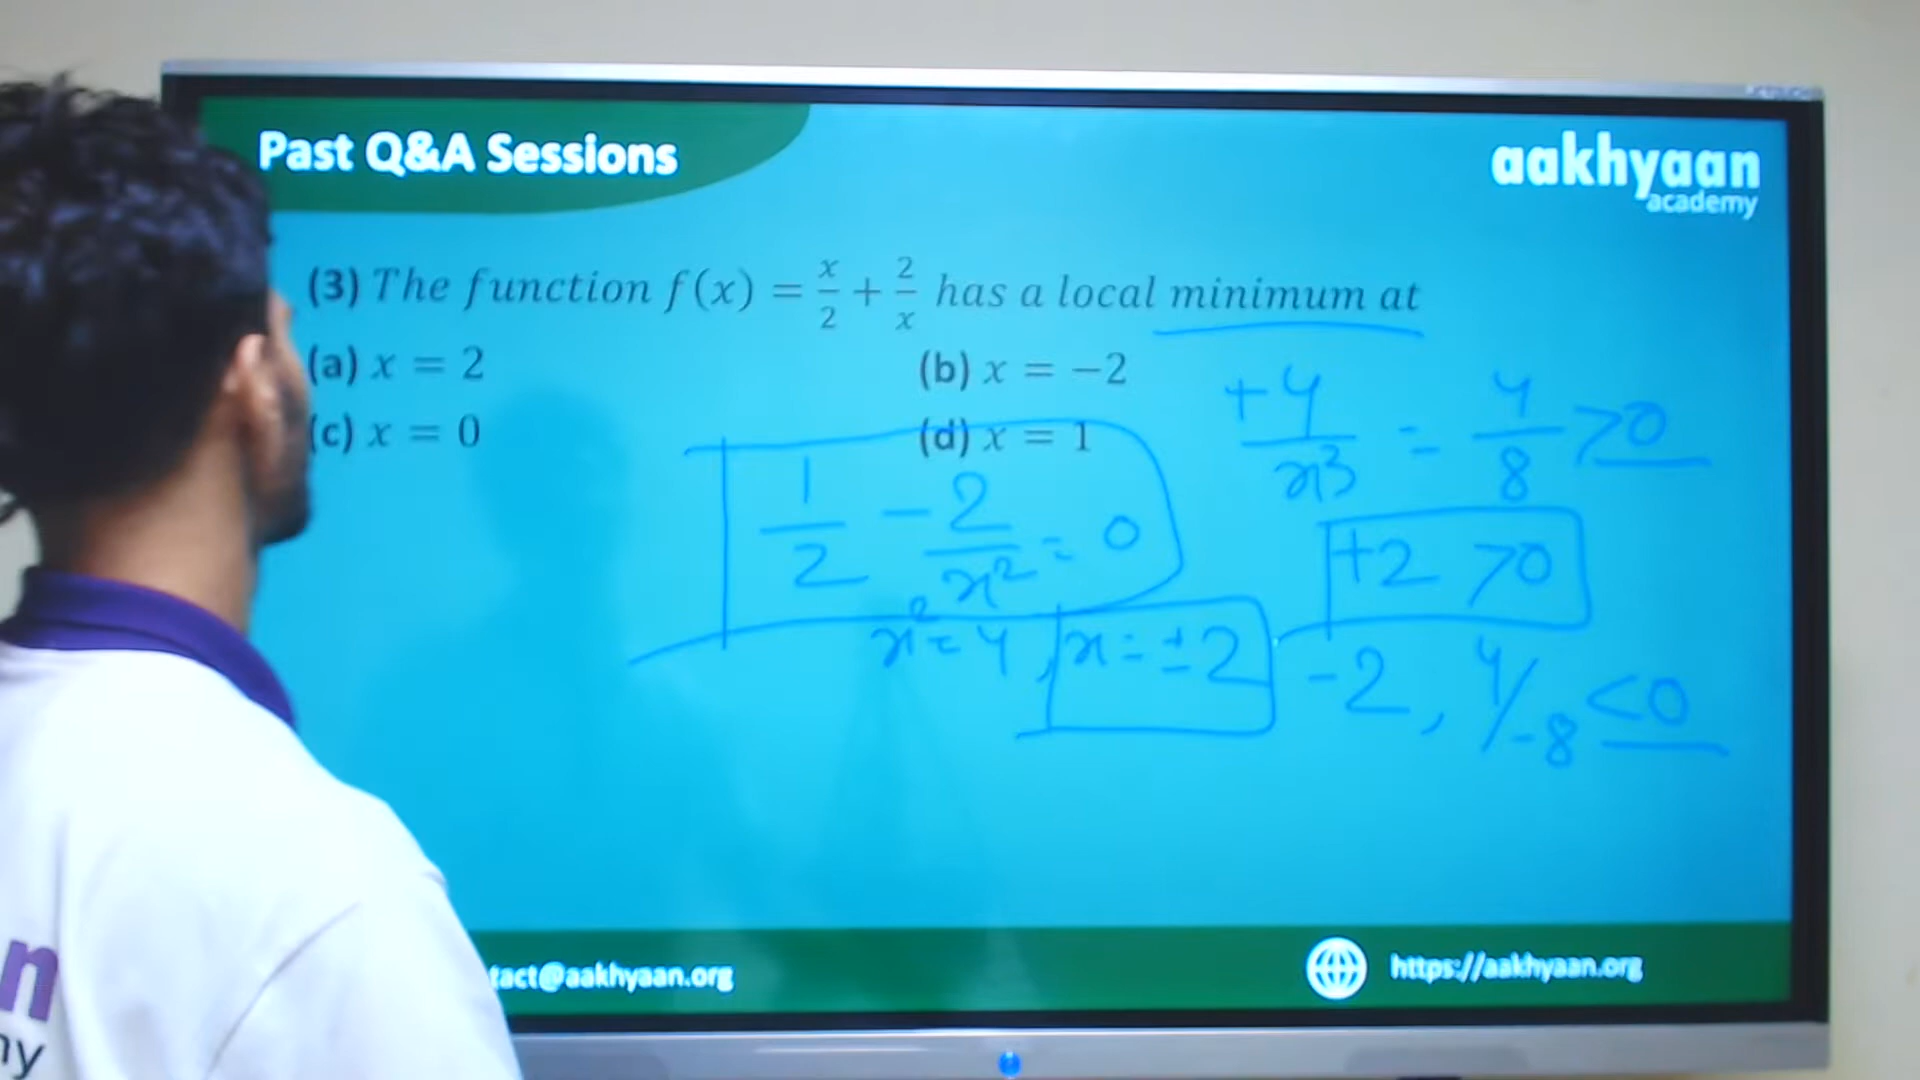 Past Q&A Sessions
aakhyaan
academy
(3) The function f(x) = x/2 + 2/x has a local minimum at
(a) x = 2
(b) x = −2
(c) x = 0
(d) x = 1
+4/x³ = 4/8 >0
1/2 - 2/x² = 0
+2 >0
x² = 4, x = ±2
-2, 4/-8 <0
tact@aakhyaan.org
https://aakhyaan.org
n
ny